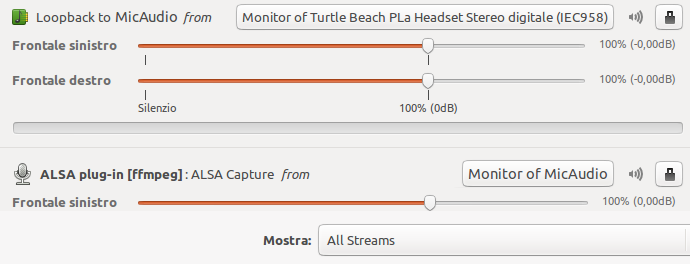 Loopback to MicAudio from Monitor of Turtle Beach PLa Headset Stereo digitale (IEC958)
Frontale sinistro 100% (-0,00dB)
Frontale destro 100% (-0,00dB)
Silenzio 100% (0dB)
ALSA plug-in [ffmpeg]: ALSA Capture from Monitor of MicAudio
Frontale sinistro 100% (0,00dB)
Mostra: All Streams